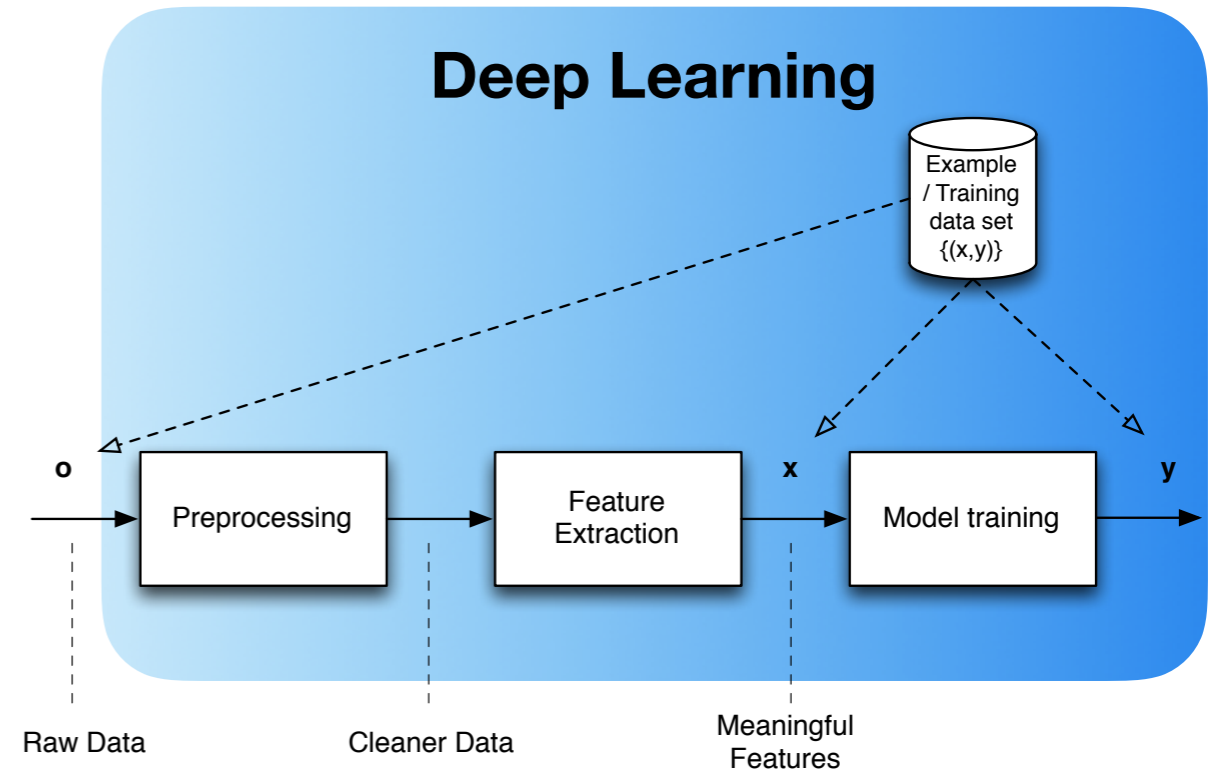 Deep Learning
Example
/ Training
data set
{(x,y)}
o
x
y
Preprocessing
Feature
Extraction
Model training
Raw Data
Cleaner Data
Meaningful
Features